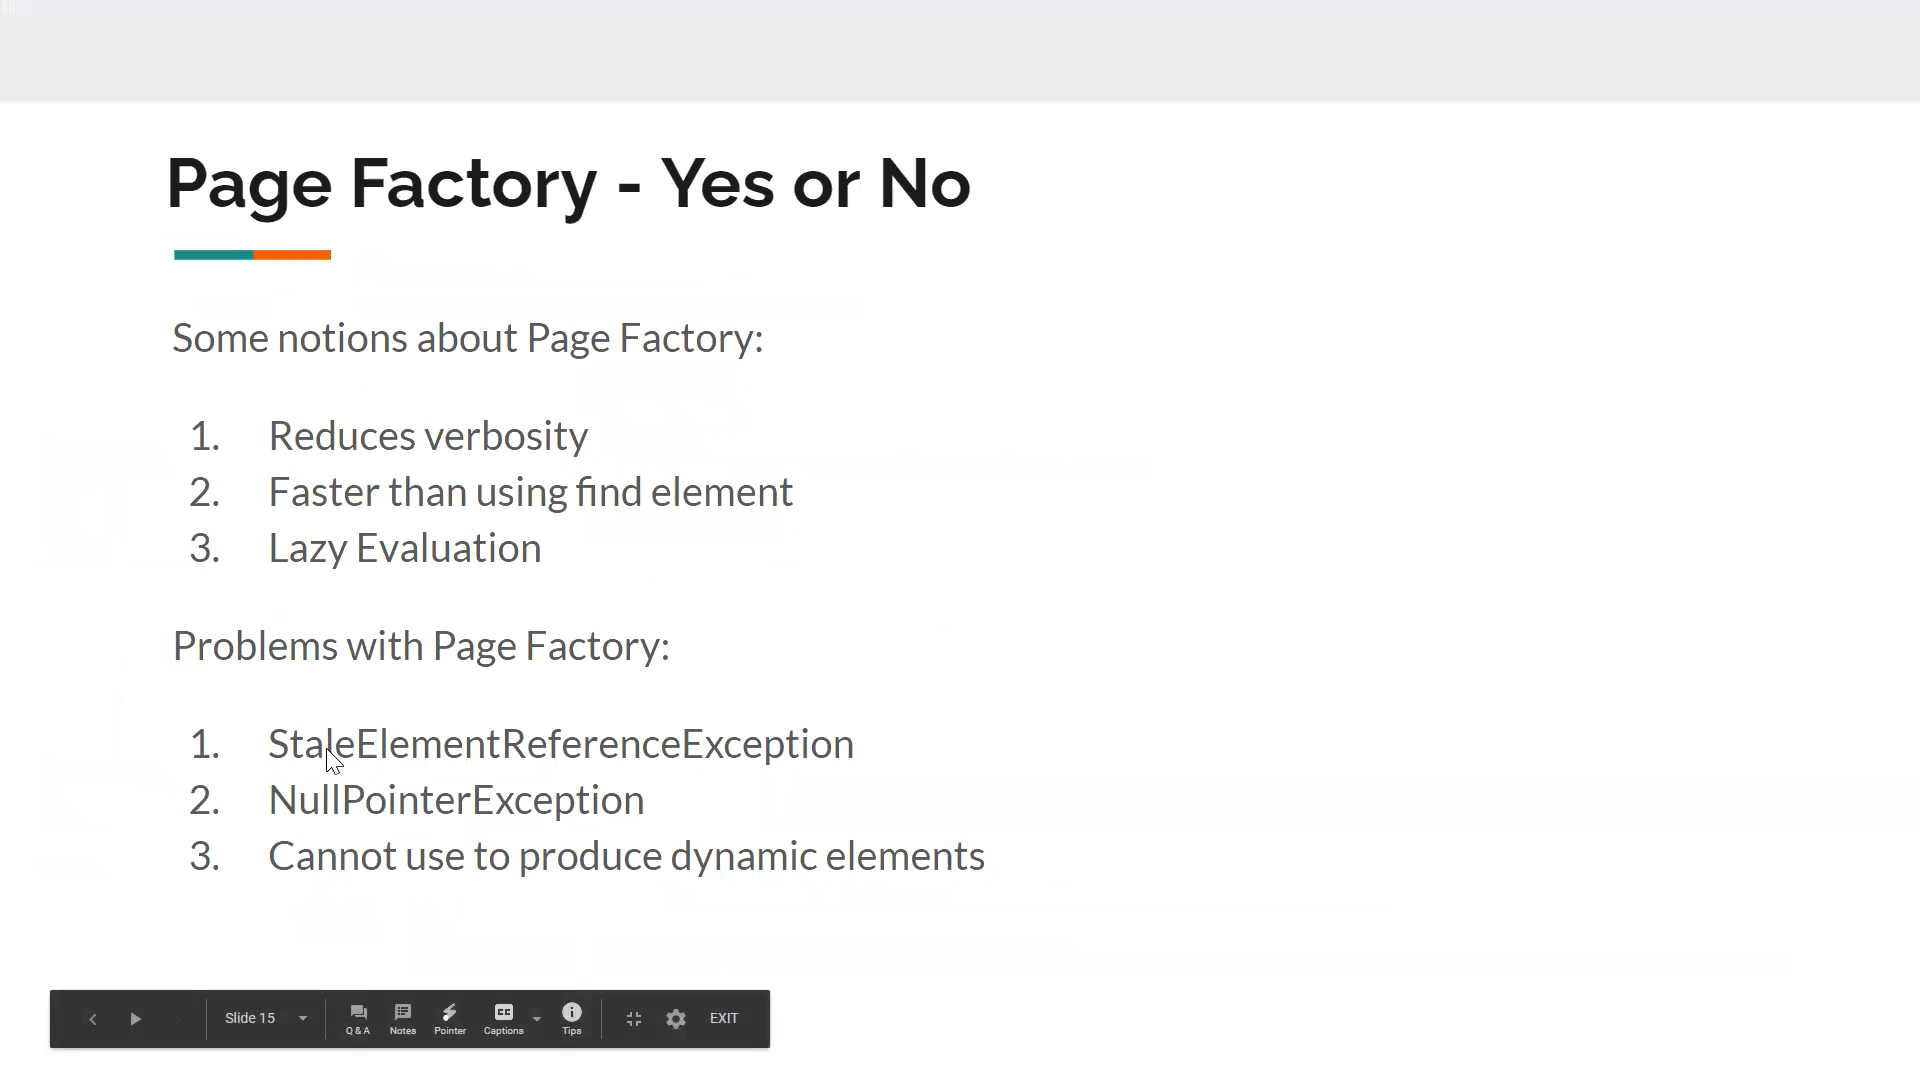 Page Factory - Yes or No
Some notions about Page Factory:
1. Reduces verbosity
2. Faster than using find element
3. Lazy Evaluation
Problems with Page Factory:
1. StaleElementReferenceException
2. NullPointerException
3. Cannot use to produce dynamic elements
Slide 15 Q & A Notes Pointer CC Captions Tips EXIT